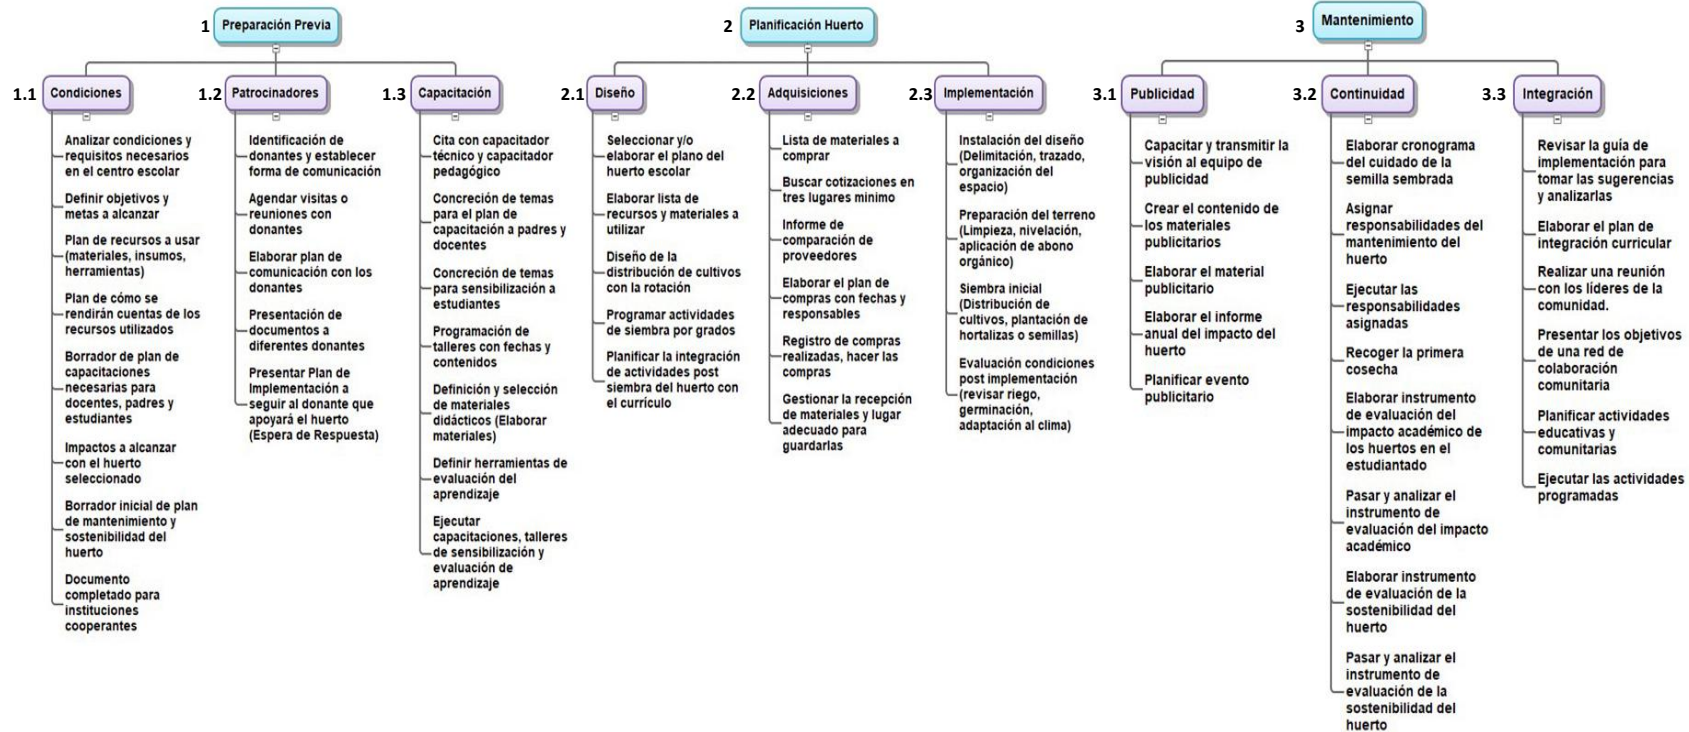 1 Preparación Previa
1.1 Condiciones
Analizar condiciones y
requisitos necesarios
en el centro escolar
Definir objetivos y
metas a alcanzar
Plan de recursos a usar
(materiales, insumos,
herramientas)
Plan de cómo se
rendirán cuentas de los
recursos utilizados
Borrador de plan de
capacitaciones
necesarias para
docentes, padres y
estudiantes
Impactos a alcanzar
con el huerto
seleccionado
Borrador inicial de plan
de mantenimiento y
sostenibilidad del
huerto
Documento
completado para
instituciones
cooperantes
1.2 Patrocinadores
Identificación de
donantes y establecer
forma de comunicación
Agendar visitas o
reuniones con
donantes
Elaborar plan de
comunicación con los
donantes
Presentación de
documentos a
diferentes donantes
Presentar Plan de
Implementación a
seguir al donante que
apoyará el huerto
(Espera de Respuesta)
1.3 Capacitación
Cita con capacitador
técnico y capacitador
pedagógico
Concreción de temas
para el plan de
capacitación a padres y
docentes
Concreción de temas
para sensibilización a
estudiantes
Programación de
talleres con fechas y
contenidos
Definición y selección
de materiales
didácticos (Elaborar
materiales)
Definir herramientas de
evaluación del
aprendizaje
Ejecutar
capacitaciones, talleres
de sensibilización y
evaluación de
aprendizaje
2 Planificación Huerto
2.1 Diseño
Seleccionar y/o
elaborar el plano del
huerto escolar
Elaborar lista de
recursos y materiales a
utilizar
Diseño de la
distribución de cultivos
con la rotación
Programar actividades
de siembra por grados
Planificar la integración
de actividades post
siembra del huerto con
el currículo
2.2 Adquisiciones
Lista de materiales a
comprar
Buscar cotizaciones en
tres lugares minimo
Informe de
comparación de
proveedores
Elaborar el plan de
compras con fechas y
responsables
Registro de compras
realizadas, hacer las
compras
Gestionar la recepción
de materiales y lugar
adecuado para
guardarlas
2.3 Implementación
Instalación del diseño
(Delimitación, trazado,
organización del
espacio)
Preparación del terreno
(Limpieza, nivelación,
aplicación de abono
orgánico)
Siembra inicial
(Distribución de
cultivos, plantación de
hortalizas o semillas)
Evaluación condiciones
post implementación
(revisar riego,
germinación,
adaptación al clima)
3 Mantenimiento
3.1 Publicidad
Capacitar y transmitir la
visión al equipo de
publicidad
Crear el contenido de
los materiales
publicitarios
Elaborar el material
publicitario
Elaborar el informe
anual del impacto del
huerto
Planificar evento
publicitario
3.2 Continuidad
Elaborar cronograma
del cuidado de la
semilla sembrada
Asignar
responsabilidades del
mantenimiento del
huerto
Ejecutar las
responsabilidades
asignadas
Recoger la primera
cosecha
Elaborar instrumento
de evaluación del
impacto académico de
los huertos en el
estudiantado
Pasar y analizar el
instrumento de
evaluación del impacto
académico
Elaborar instrumento
de evaluación de la
sostenibilidad del
huerto
Pasar y analizar el
instrumento de
evaluación de la
sostenibilidad del
huerto
3.3 Integración
Revisar la guía de
implementación para
tomar las sugerencias
y analizarlas
Elaborar el plan de
integración curricular
Realizar una reunión
con los líderes de la
comunidad.
Presentar los objetivos
de una red de
colaboración
comunitaria
Planificar actividades
educativas y
comunitarias
Ejecutar las actividades
programadas